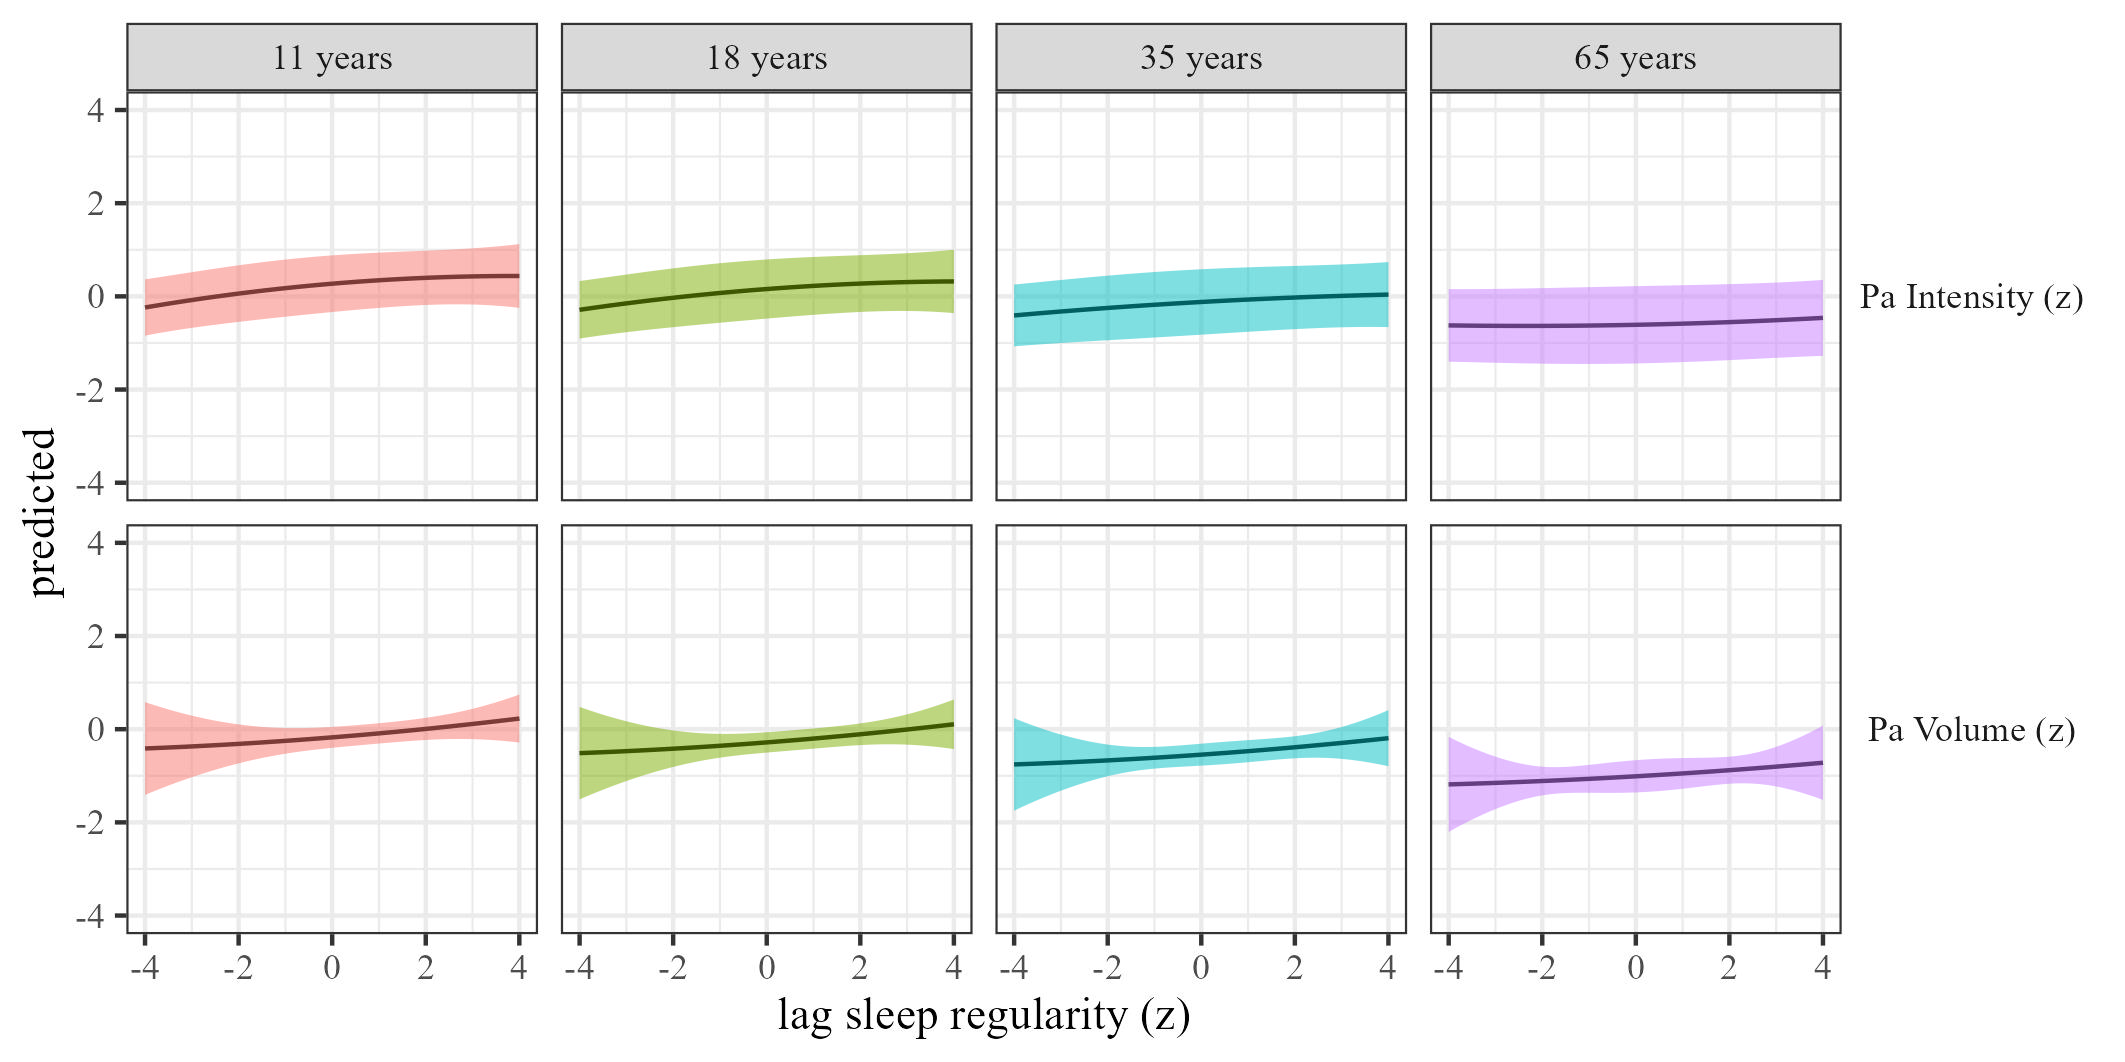 11 years 18 years 35 years 65 years
4
2
0
-2
-4
Pa Intensity (z)
predicted
4
2
0
-2
-4
Pa Volume (z)
-4 -2 0 2 4 -4 -2 0 2 4 -4 -2 0 2 4 -4 -2 0 2 4
lag sleep regularity (z)